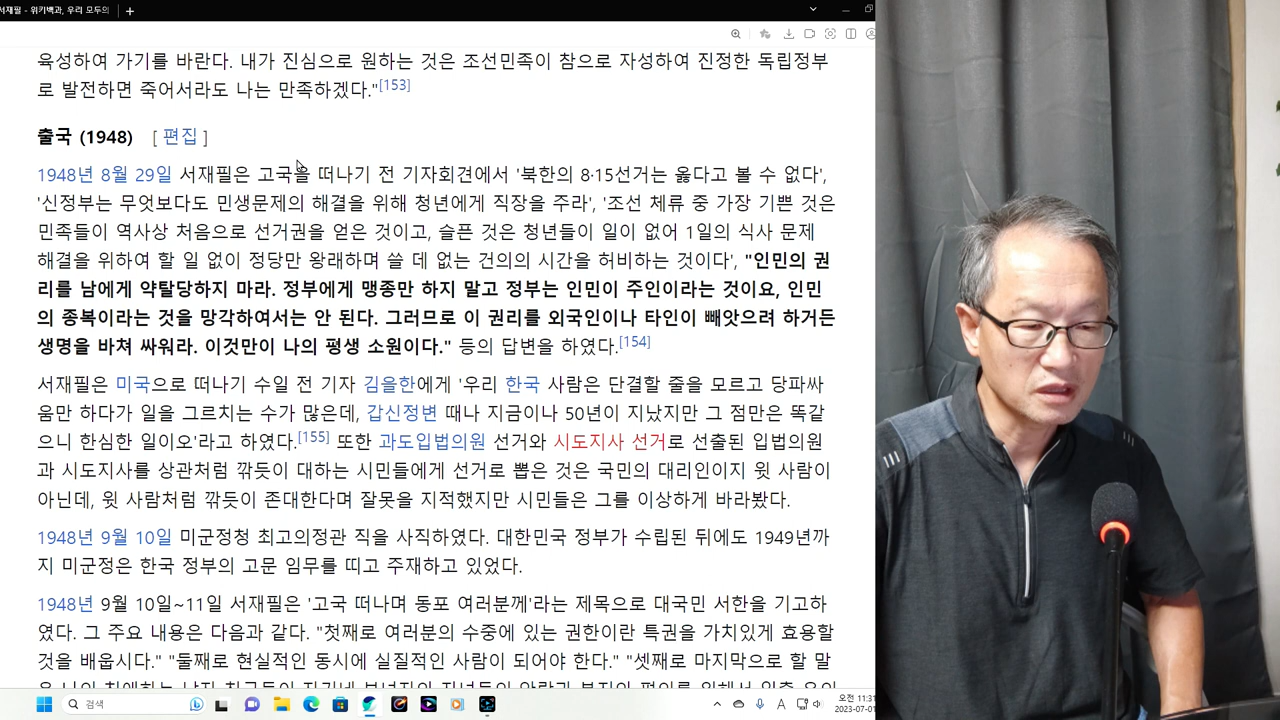 서재필 - 위키백과, 우리 모두의
육성하여 가기를 바란다. 내가 진심으로 원하는 것은 조선민족이 참으로 자성하여 진정한 독립정부
로 발전하면 죽어서라도 나는 만족하겠다."[153]
출국 (1948) [ 편집 ]
1948년 8월 29일 서재필은 고국을 떠나기 전 기자회견에서 '북한의 8·15선거는 옳다고 볼 수 없다',
'신정부는 무엇보다도 민생문제의 해결을 위해 청년에게 직장을 주라', '조선 체류 중 가장 기쁜 것은
민족들이 역사상 처음으로 선거권을 얻은 것이고, 슬픈 것은 청년들이 일이 없어 1일의 식사 문제
해결을 위하여 할 일 없이 정당만 왕래하며 쓸 데 없는 건의의 시간을 허비하는 것이다', "인민의 권
리를 남에게 약탈당하지 마라. 정부에게 맹종만 하지 말고 정부는 인민이 주인이라는 것이요, 인민
의 종복이라는 것을 망각하여서는 안 된다. 그러므로 이 권리를 외국인이나 타인이 빼앗으려 하거든
생명을 바쳐 싸워라. 이것만이 나의 평생 소원이다." 등의 답변을 하였다.[154]
서재필은 미국으로 떠나기 수일 전 기자 김을한에게 '우리 한국 사람은 단결할 줄을 모르고 당파싸
움만 하다가 일을 그르치는 수가 많은데, 갑신정변 때나 지금이나 50년이 지났지만 그 점만은 똑같
으니 한심한 일이오'라고 하였다.[155] 또한 과도입법의원 선거와 시도지사 선거로 선출된 입법의원
과 시도지사를 상관처럼 깎듯이 대하는 시민들에게 선거로 뽑은 것은 국민의 대리인이지 윗 사람이
아닌데, 윗 사람처럼 깎듯이 존대한다며 잘못을 지적했지만 시민들은 그를 이상하게 바라봤다.
1948년 9월 10일 미군정청 최고의정관 직을 사직하였다. 대한민국 정부가 수립된 뒤에도 1949년까
지 미군정은 한국 정부의 고문 임무를 띠고 주재하고 있었다.
1948년 9월 10일~11일 서재필은 '고국 떠나며 동포 여러분께'라는 제목으로 대국민 서한을 기고하
였다. 그 주요 내용은 다음과 같다. "첫째로 여러분의 수중에 있는 권한이란 특권을 가치있게 효용할
것을 배웁시다." "둘째로 현실적인 동시에 실질적인 사람이 되어야 한다." "셋째로 마지막으로 할 말
검색
A
오전 11:31
2023-07-01